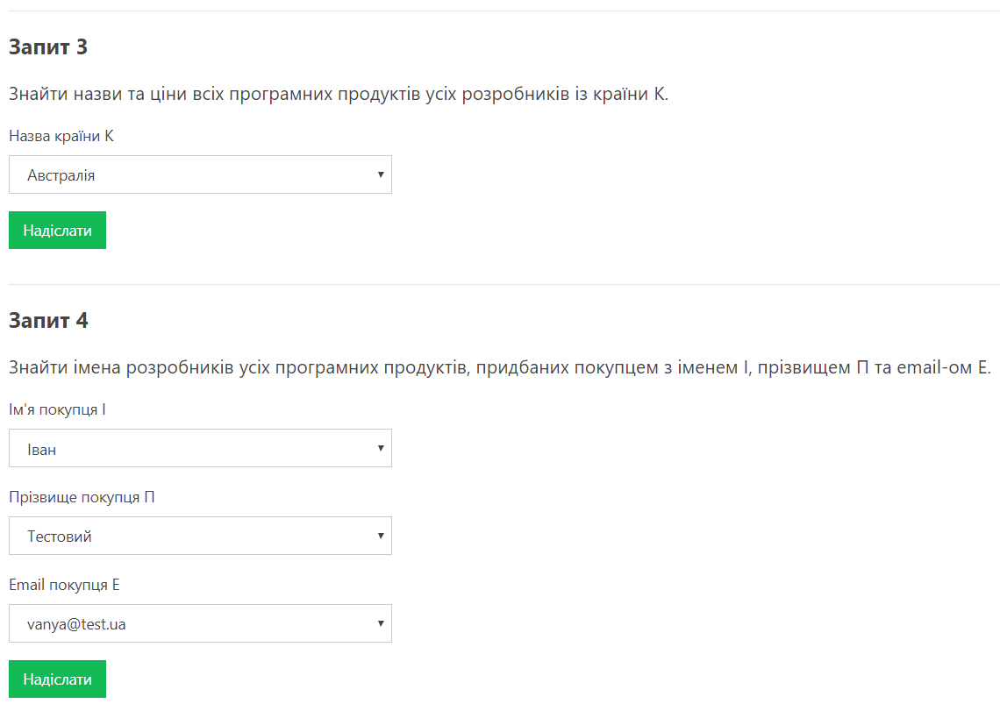 Запит 3
Знайти назви та ціни всіх програмних продуктів усіх розробників із країни К.
Назва країни К
Австралія
Надіслати
Запит 4
Знайти імена розробників усіх програмних продуктів, придбаних покупцем з іменем І, прізвищем П та email-ом Е.
Ім'я покупця І
Іван
Прізвище покупця П
Тестовий
Email покупця Е
vanya@test.ua
Надіслати